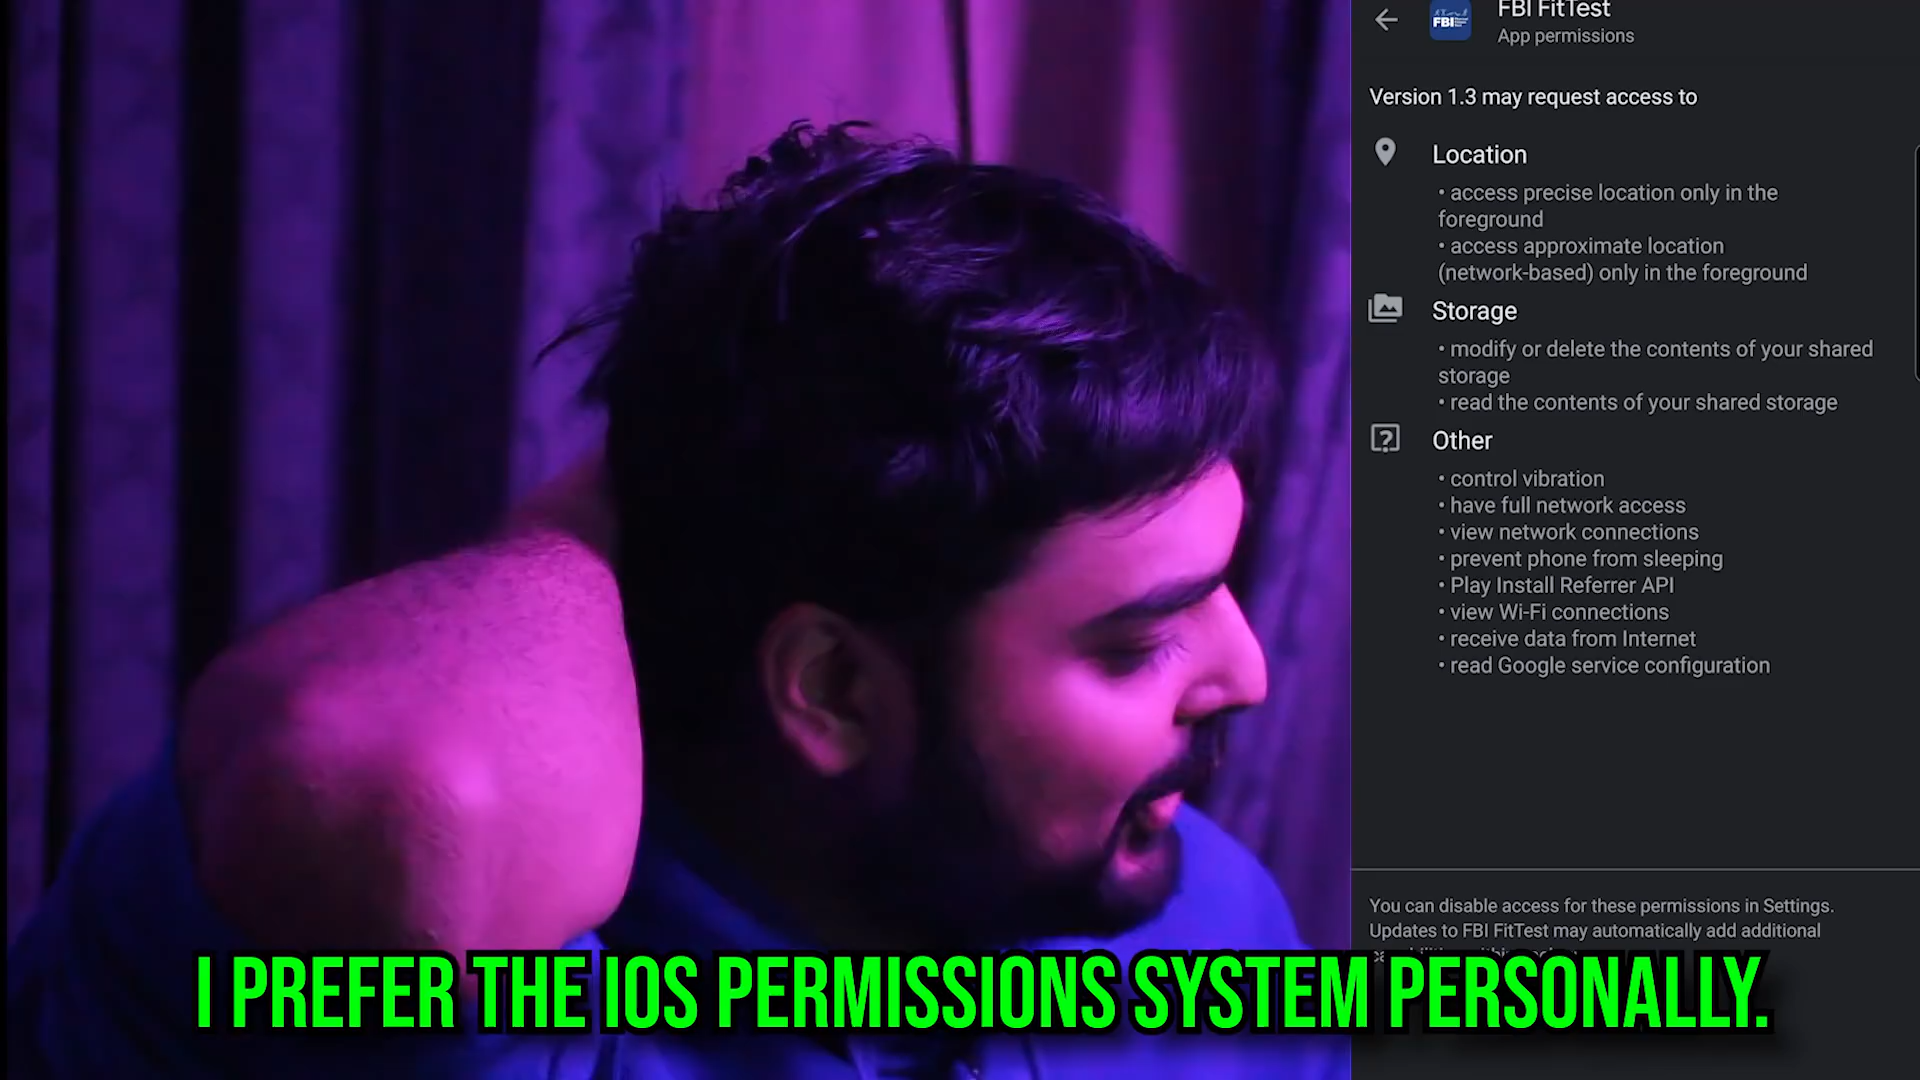 FBI FitTest
App permissions
FBI
Version 1.3 may request access to
Location
• access precise location only in the
foreground
• access approximate location
(network-based) only in the foreground
Storage
• modify or delete the contents of your shared
storage
• read the contents of your shared storage
Other
• control vibration
• have full network access
• view network connections
• prevent phone from sleeping
• Play Install Referrer API
• view Wi-Fi connections
• receive data from Internet
• read Google service configuration
You can disable access for these permissions in Settings.
Updates to FBI FitTest may automatically add additional
I PREFER THE IOS PERMISSIONS SYSTEM PERSONALLY.